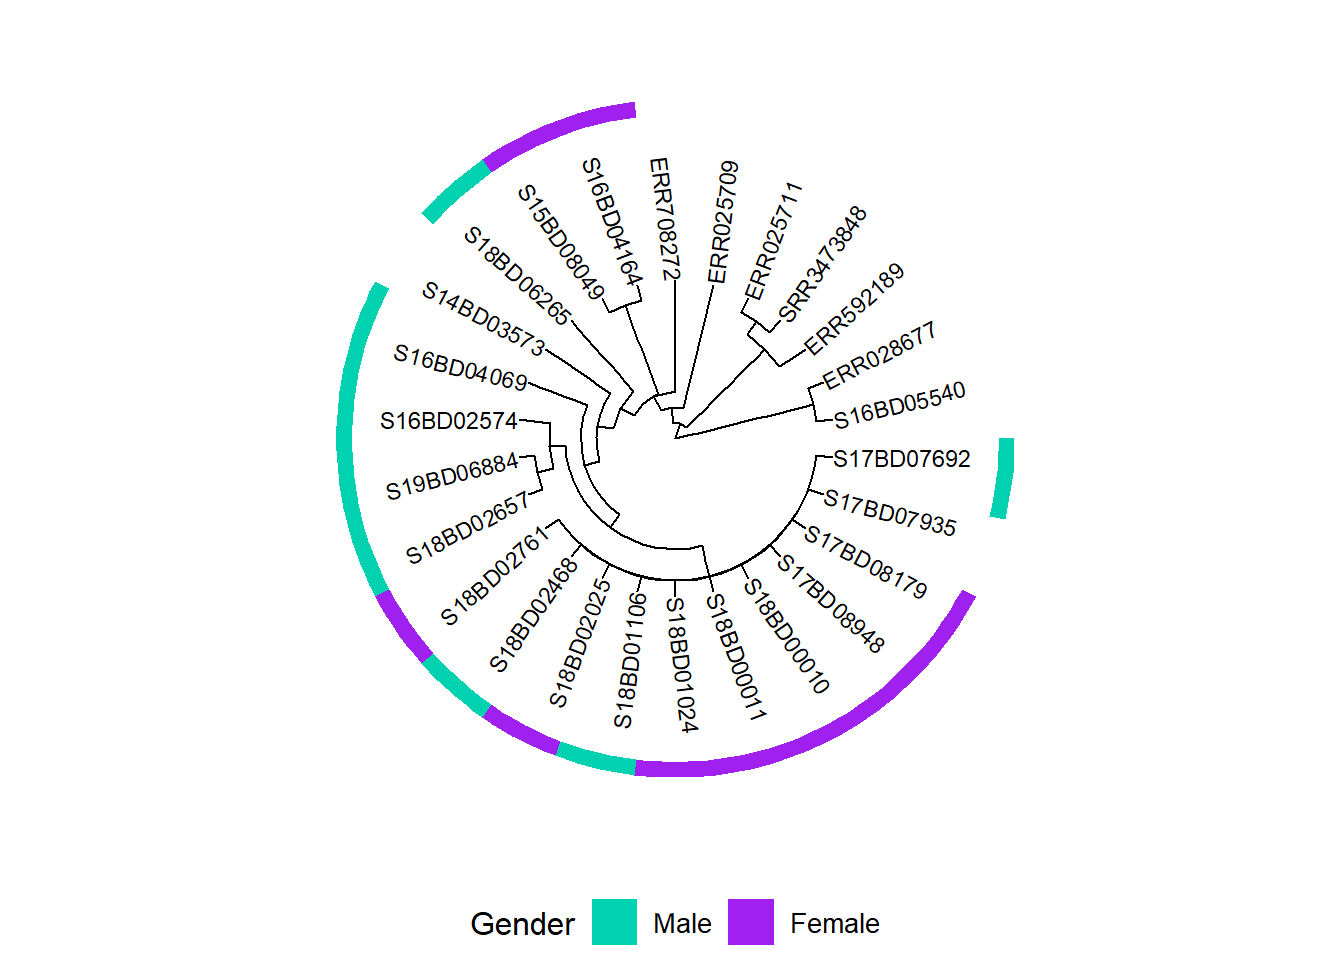 ERR708272
ERR025709
ERR025711
SRR3473848
ERR592189
ERR028677
S16BD05540
S17BD07692
S17BD07935
S17BD08179
S17BD08948
S18BD00010
S18BD00011
S18BD01024
S18BD01106
S18BD02025
S18BD02468
S18BD02761
S18BD02657
S19BD06884
S16BD02574
S16BD04069
S14BD03573
S18BD06265
S15BD08049
S16BD04164
Gender Male Female